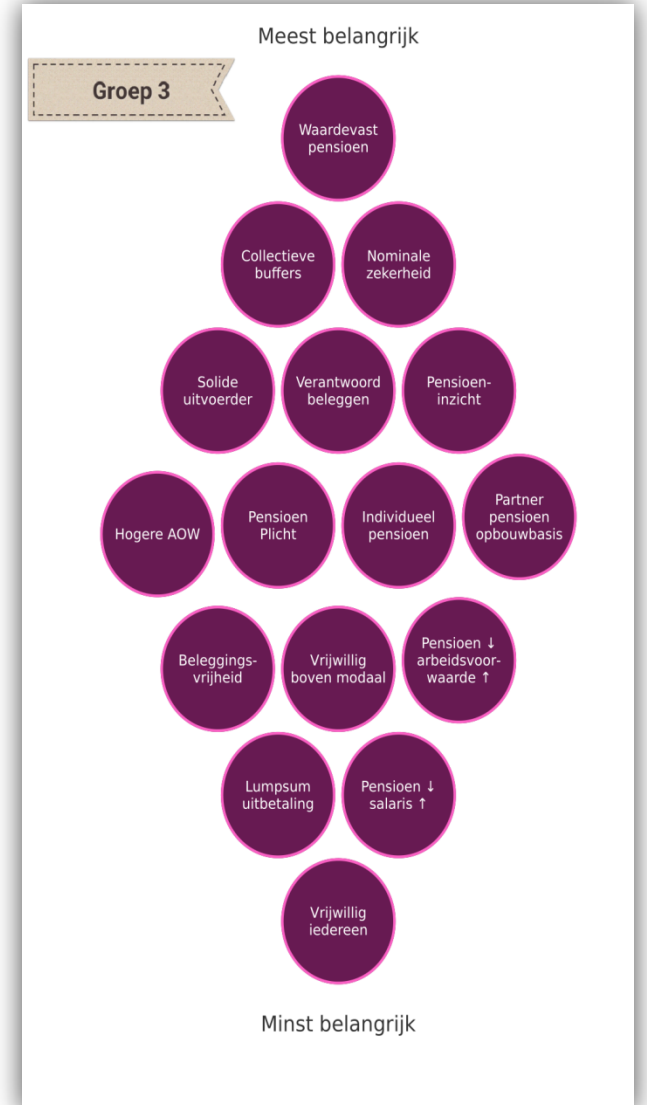 Meest belangrijk
Groep 3
Waardevast
pensioen
Collectieve
buffers
Nominale
zekerheid
Solide
uitvoerder
Verantwoord
beleggen
Pensioen-
inzicht
Hogere AOW
Pensioen
Plicht
Individueel
pensioen
Partner
pensioen
opbouwbasis
Beleggings-
vrijheid
Vrijwillig
boven modaal
Pensioen ↓
arbeidsvoor-
waarde ↑
Lumpsum
uitbetaling
Pensioen ↓
salaris ↑
Vrijwillig
iedereen
Minst belangrijk